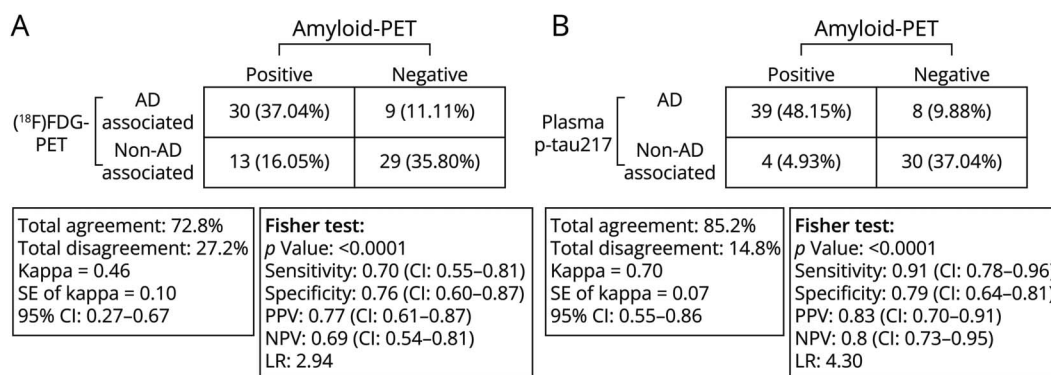 A
Amyloid-PET
Positive Negative
(¹⁸F)FDG-
PET
AD
associated
30 (37.04%) 9 (11.11%)
Non-AD
associated
13 (16.05%) 29 (35.80%)
Total agreement: 72.8%
Total disagreement: 27.2%
Kappa = 0.46
SE of kappa = 0.10
95% CI: 0.27–0.67
Fisher test:
p Value: <0.0001
Sensitivity: 0.70 (CI: 0.55–0.81)
Specificity: 0.76 (CI: 0.60–0.87)
PPV: 0.77 (CI: 0.61–0.87)
NPV: 0.69 (CI: 0.54–0.81)
LR: 2.94
B
Amyloid-PET
Positive Negative
Plasma
p-tau217
AD
39 (48.15%) 8 (9.88%)
Non-AD
associated
4 (4.93%) 30 (37.04%)
Total agreement: 85.2%
Total disagreement: 14.8%
Kappa = 0.70
SE of kappa = 0.07
95% CI: 0.55–0.86
Fisher test:
p Value: <0.0001
Sensitivity: 0.91 (CI: 0.78–0.96)
Specificity: 0.79 (CI: 0.64–0.81)
PPV: 0.83 (CI: 0.70–0.91)
NPV: 0.8 (CI: 0.73–0.95)
LR: 4.30